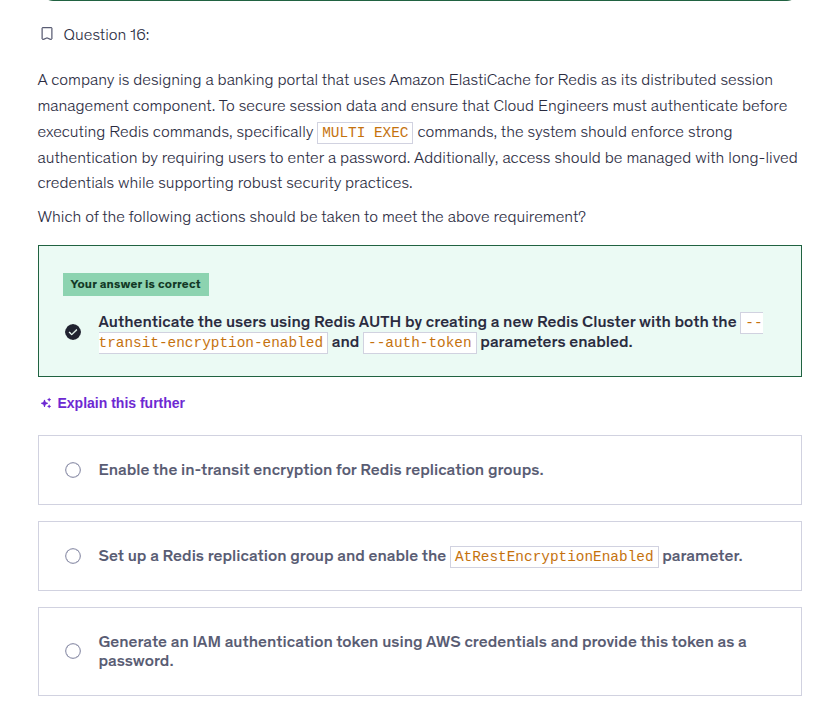 Question 16:
A company is designing a banking portal that uses Amazon ElastiCache for Redis as its distributed session
management component. To secure session data and ensure that Cloud Engineers must authenticate before
executing Redis commands, specifically MULTI EXEC commands, the system should enforce strong
authentication by requiring users to enter a password. Additionally, access should be managed with long-lived
credentials while supporting robust security practices.
Which of the following actions should be taken to meet the above requirement?
Your answer is correct
Authenticate the users using Redis AUTH by creating a new Redis Cluster with both the --
transit-encryption-enabled and --auth-token parameters enabled.
Explain this further
Enable the in-transit encryption for Redis replication groups.
Set up a Redis replication group and enable the AtRestEncryptionEnabled parameter.
Generate an IAM authentication token using AWS credentials and provide this token as a
password.